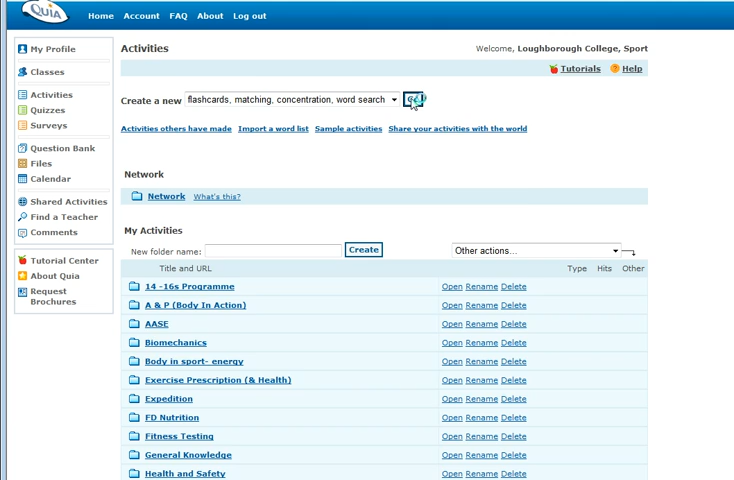 QUIA
Home Account FAQ About Log out
My Profile
Classes
Activities
Quizzes
Surveys
Question Bank
Files
Calendar
Shared Activities
Find a Teacher
Comments
Tutorial Center
About Quia
Request
Brochures
Activities
Welcome, Loughborough College, Sport
Tutorials Help
Create a new flashcards, matching, concentration, word search
Activities others have made Import a word list Sample activities Share your activities with the world
Network
Network What's this?
My Activities
New folder name: Create Other actions...
Title and URL Type Hits Other
14 -16s Programme Open Rename Delete
A & P (Body In Action) Open Rename Delete
AASE Open Rename Delete
Biomechanics Open Rename Delete
Body in sport- energy Open Rename Delete
Exercise Prescription (& Health) Open Rename Delete
Expedition Open Rename Delete
FD Nutrition Open Rename Delete
Fitness Testing Open Rename Delete
General Knowledge Open Rename Delete
Health and Safety Open Rename Delete